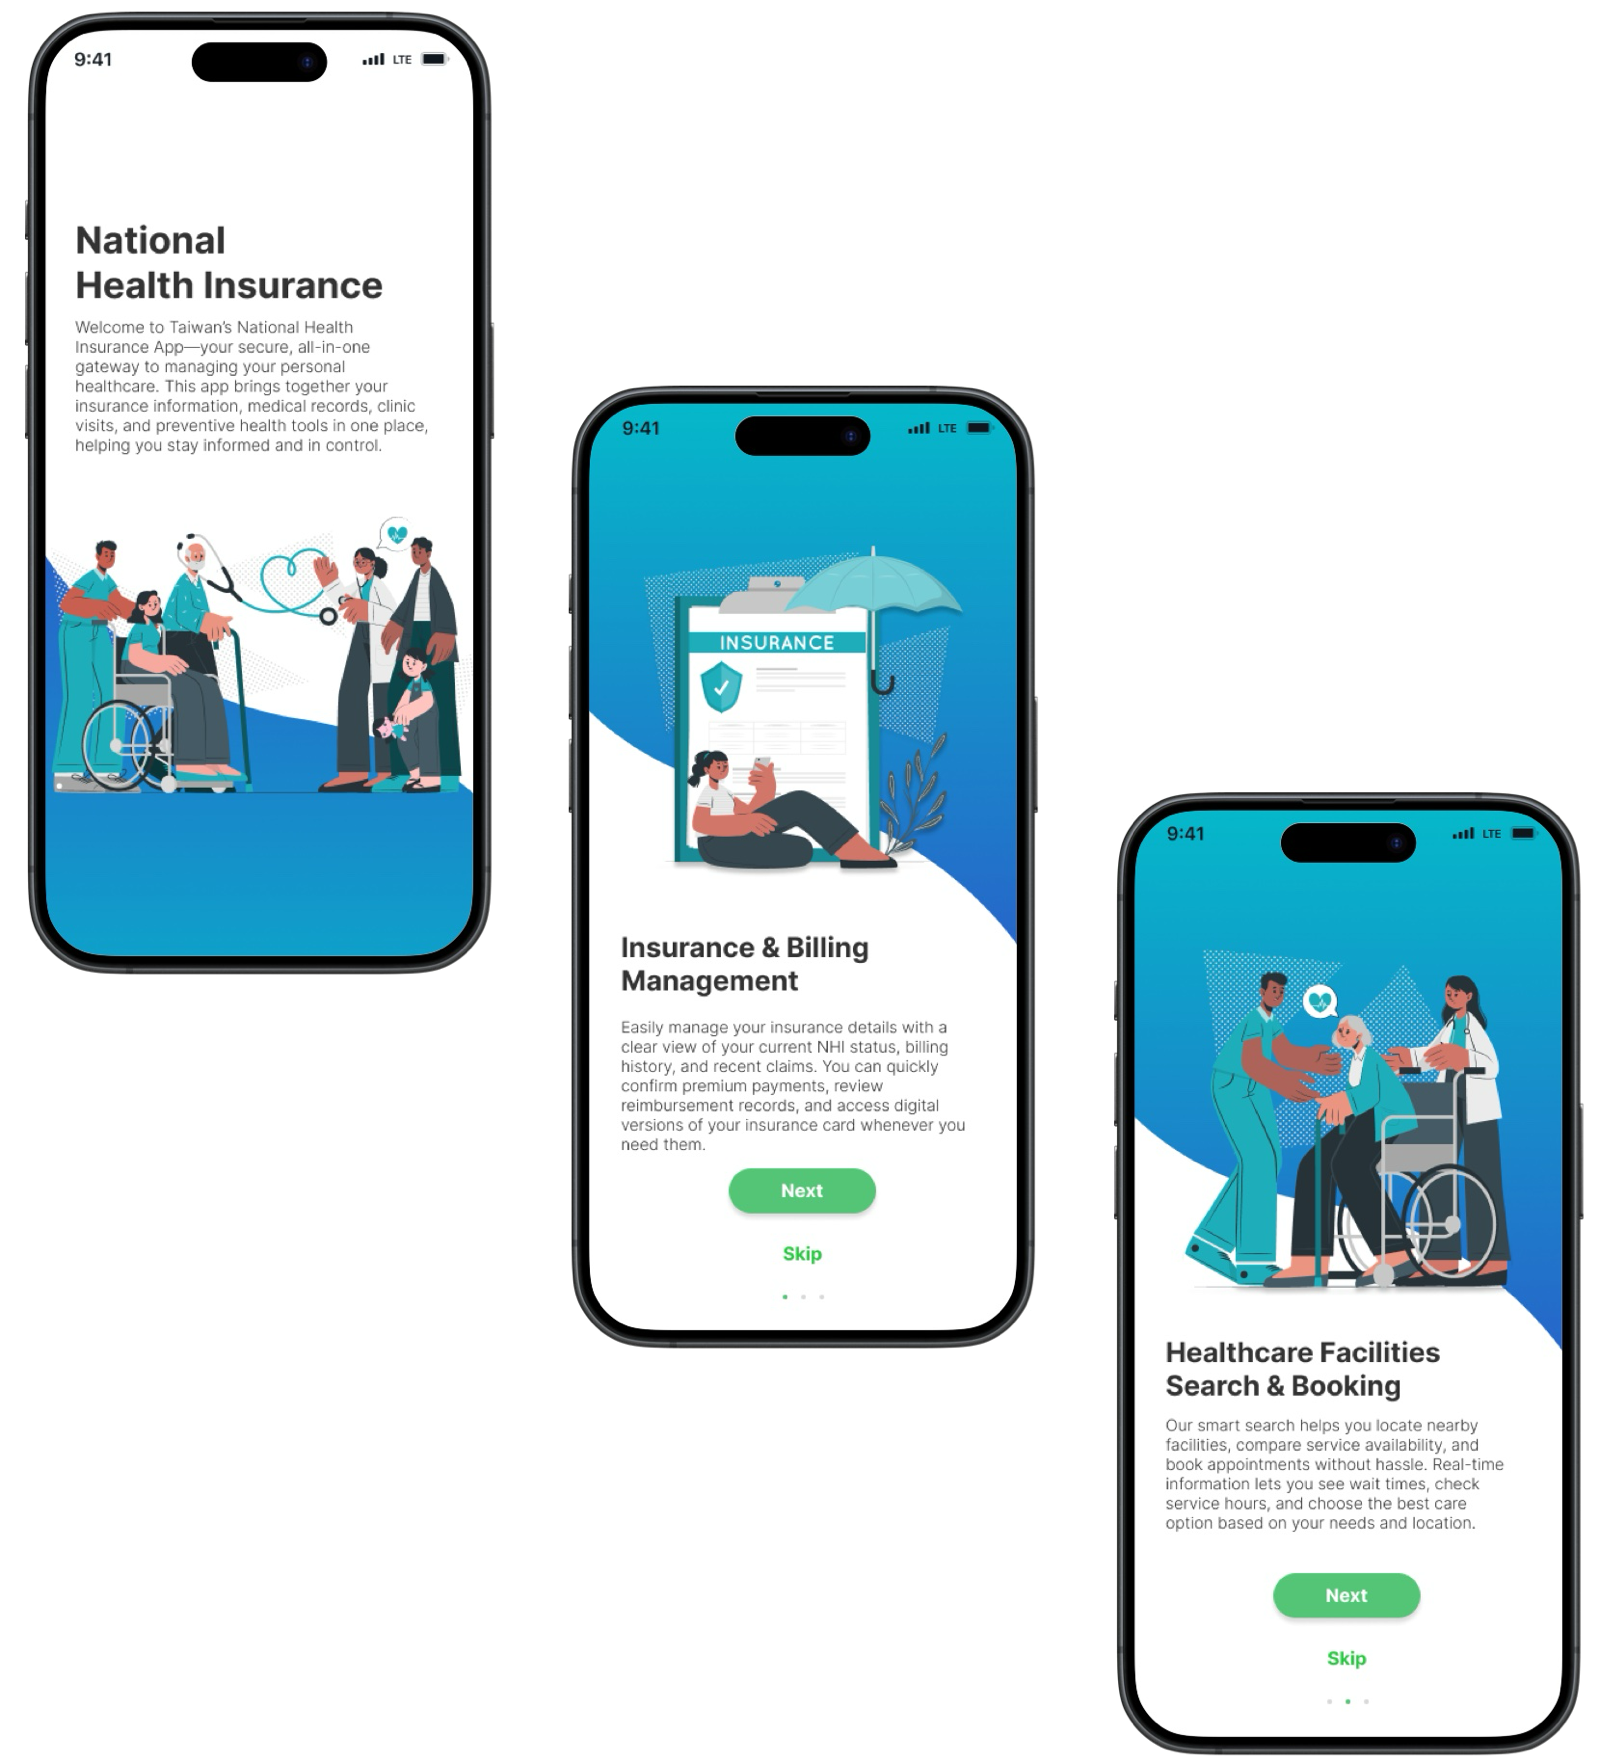 9:41
LTE
National
Health Insurance
Welcome to Taiwan's National Health
Insurance App—your secure, all-in-one
gateway to managing your personal
healthcare. This app brings together your
insurance information, medical records, clinic
visits, and preventive health tools in one place,
helping you stay informed and in control.
9:41
LTE
INSURANCE
Insurance & Billing
Management
Easily manage your insurance details with a
clear view of your current NHI status, billing
history, and recent claims. You can quickly
confirm premium payments, review
reimbursement records, and access digital
versions of your insurance card whenever you
need them.
Next
Skip
9:41
LTE
Healthcare Facilities
Search & Booking
Our smart search helps you locate nearby
facilities, compare service availability, and
book appointments without hassle. Real-time
information lets you see wait times, check
service hours, and choose the best care
option based on your needs and location.
Next
Skip